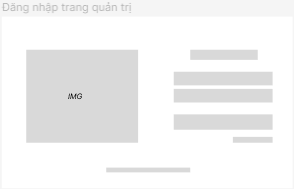 Đăng nhập trang quản trị
IMG